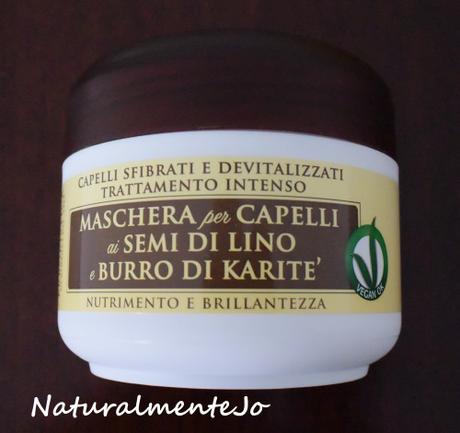 CAPELLI SFIBRATI E DEVITALIZZATI
TRATTAMENTO INTENSO
MASCHERA per CAPELLI
ai SEMI DI LINO
e BURRO DI KARITE'
VEGAN OK
NUTRIMENTO E BRILLANTEZZA
NaturalmenteJo